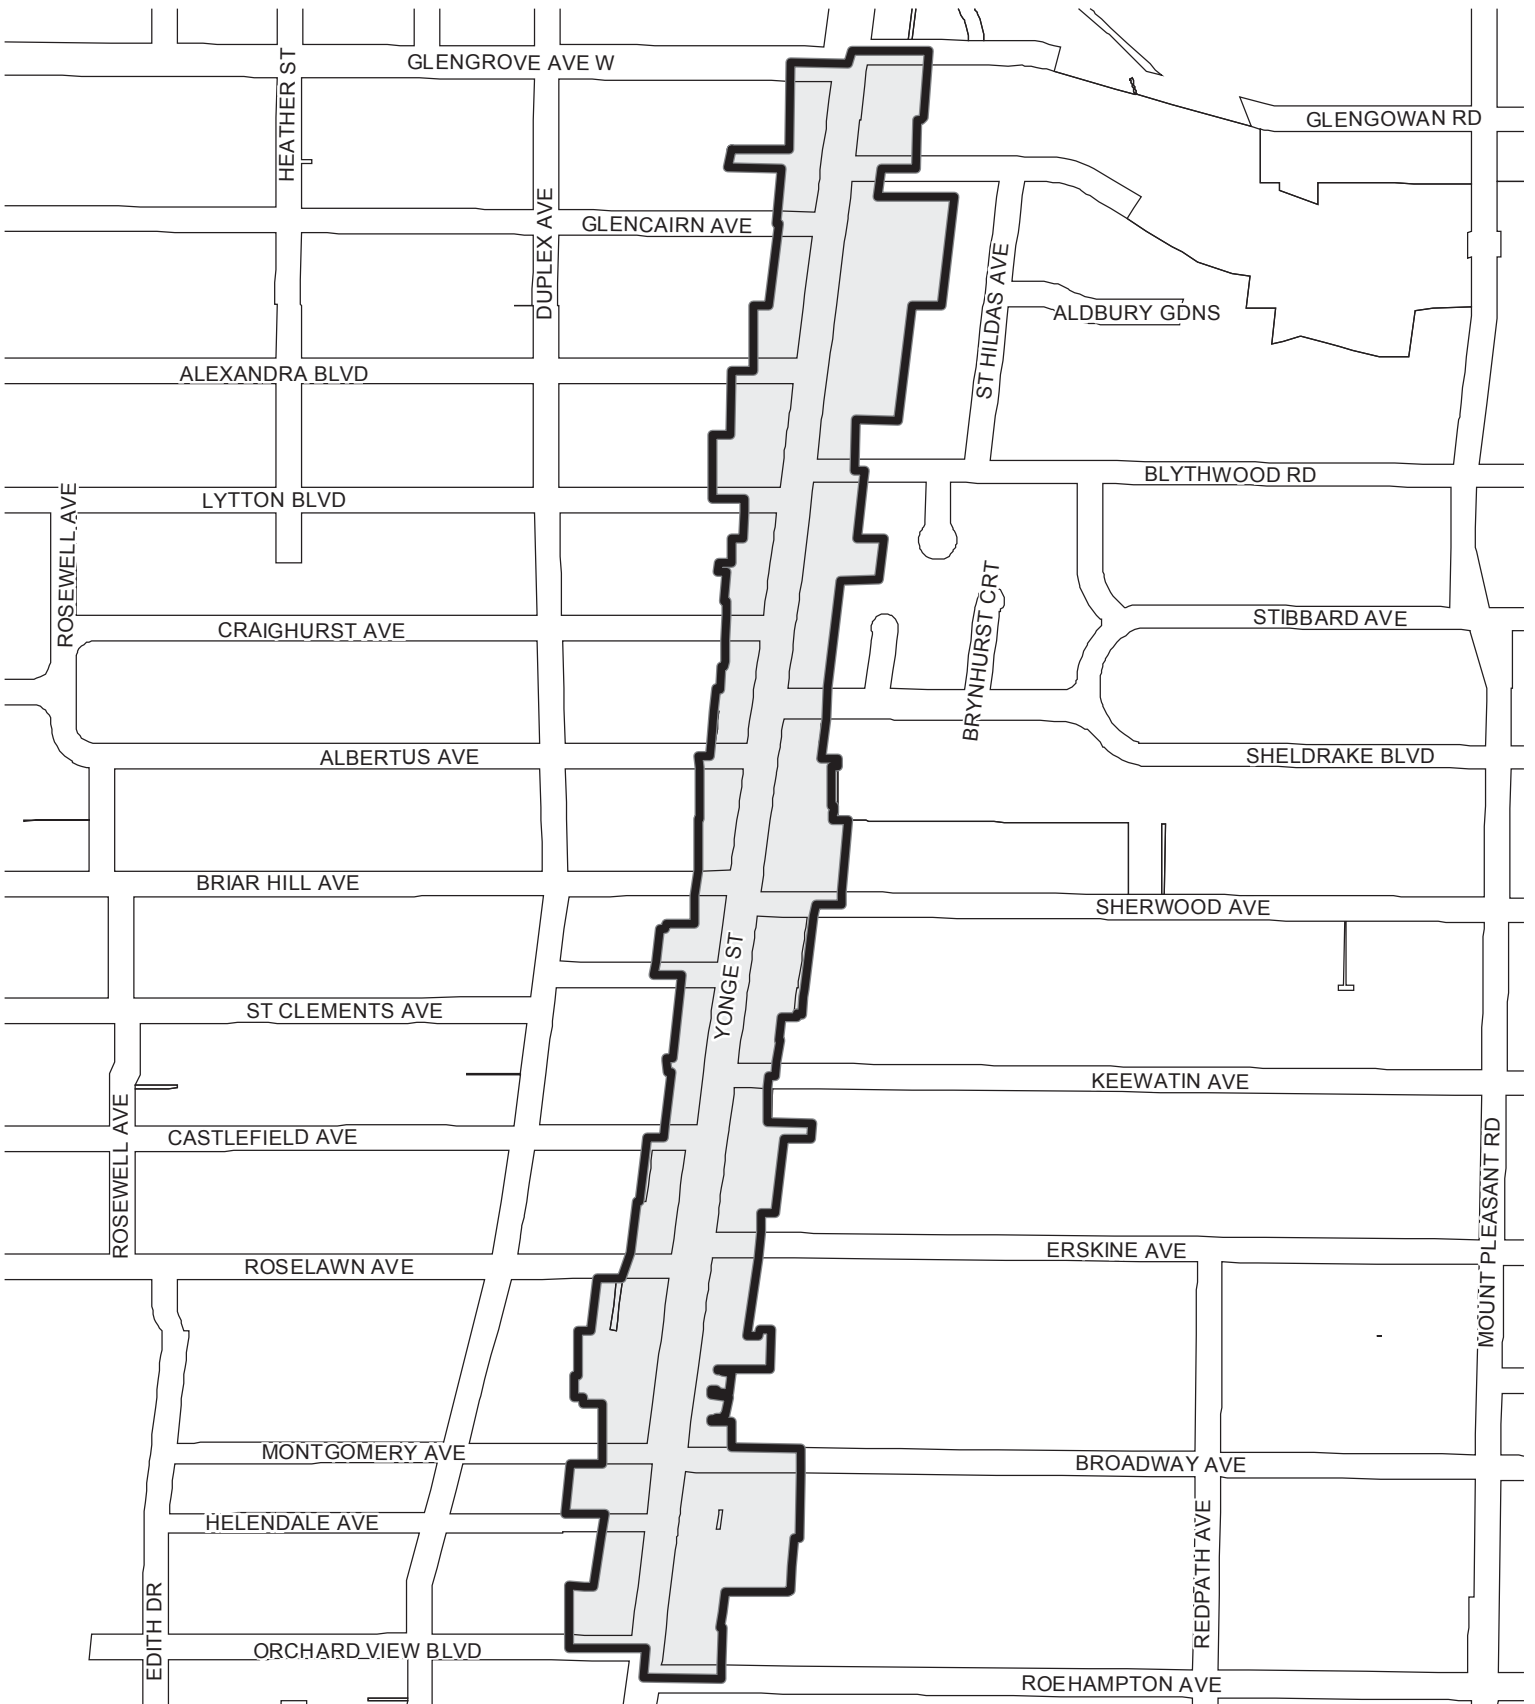 GLENGROVE AVE W
HEATHER ST
GLENGOWAN RD
DUPLEX AVE
GLENCAIRN AVE
ST HILDAS AVE
ALDBURY GDNS
ALEXANDRA BLVD
BLYTHWOOD RD
LYTTON BLVD
ROSEWELL AVE
BRYNHURST CRT
STIBBARD AVE
CRAIGHURST AVE
ALBERTUS AVE
SHELDRAKE BLVD
BRIAR HILL AVE
SHERWOOD AVE
YONGE ST
ST CLEMENTS AVE
KEEWATIN AVE
ROSEWELL AVE
CASTLEFIELD AVE
MOUNT PLEASANT RD
ERSKINE AVE
ROSELAWN AVE
MONTGOMERY AVE
BROADWAY AVE
HELENDALE AVE
REDPATH AVE
EDITH DR
ORCHARD VIEW BLVD
ROEHAMPTON AVE